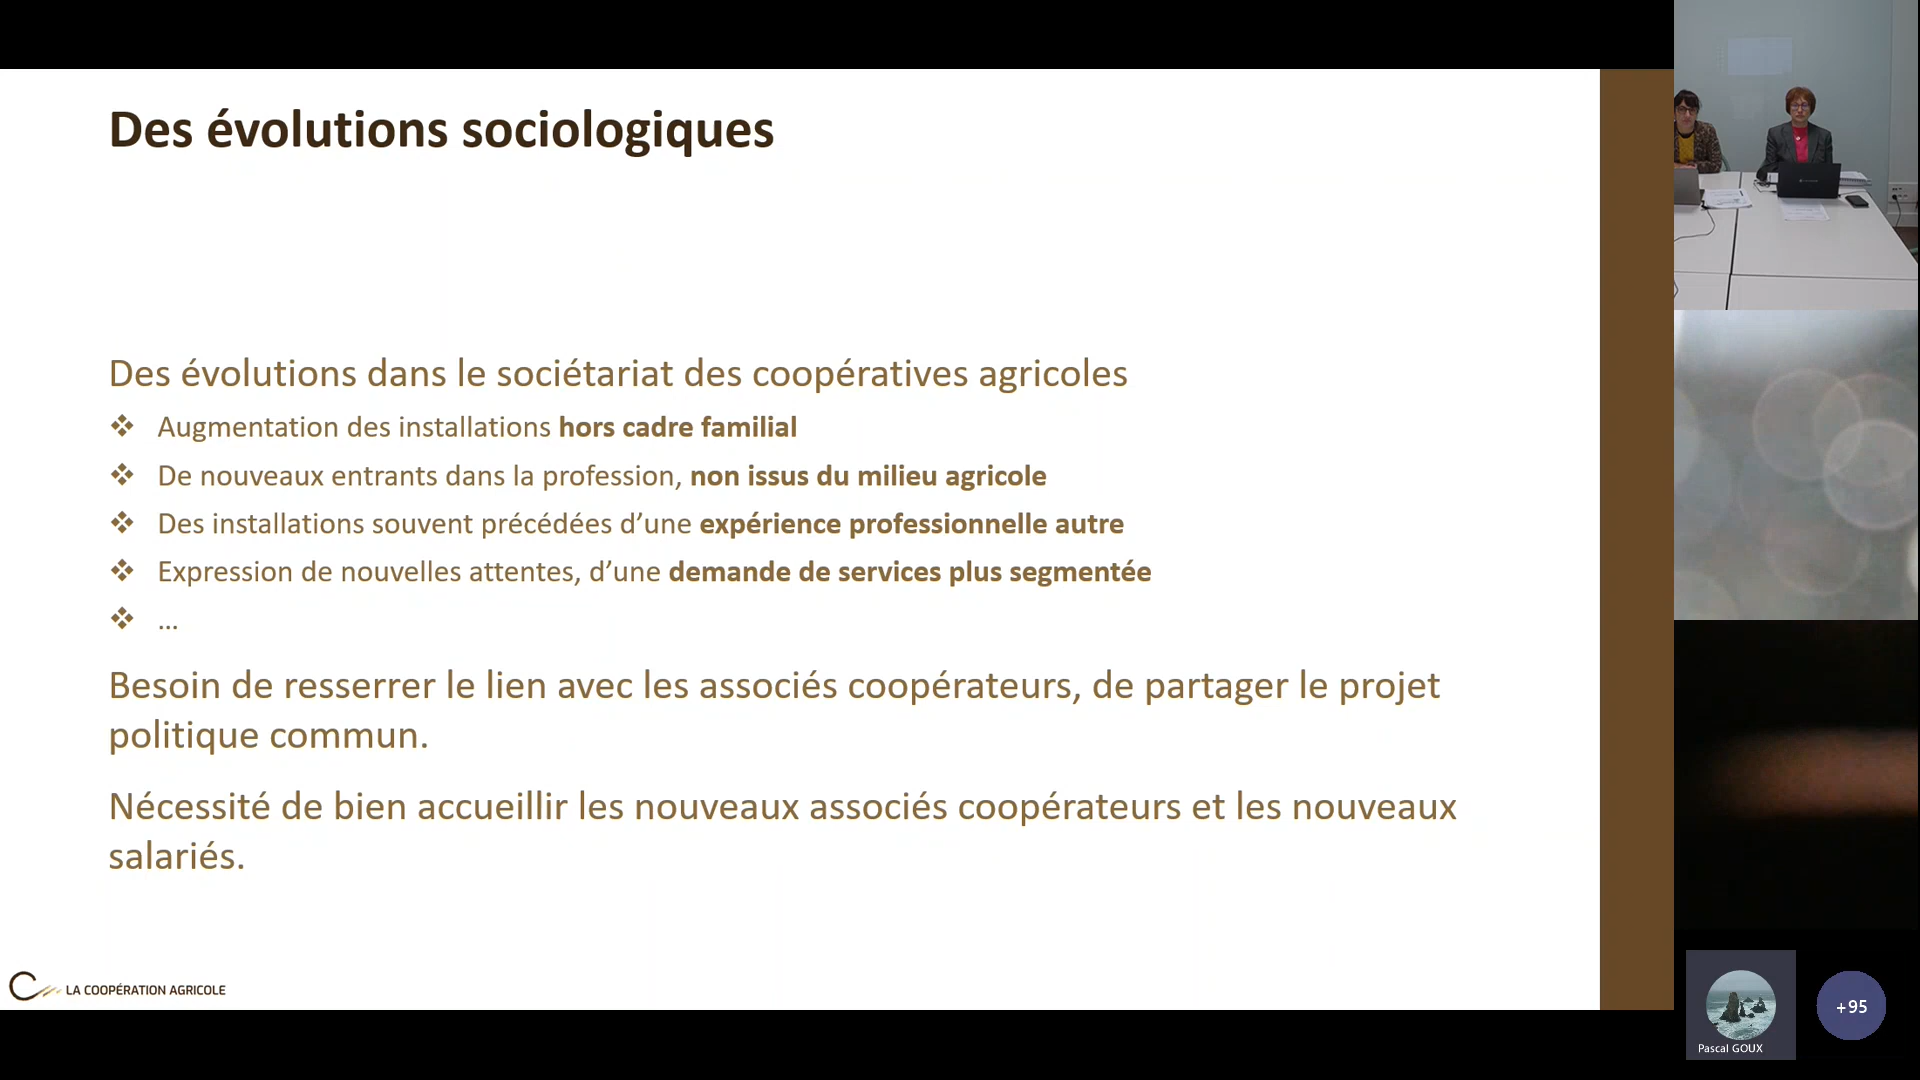 Des évolutions sociologiques
Des évolutions dans le sociétariat des coopératives agricoles
❖ Augmentation des installations hors cadre familial
❖ De nouveaux entrants dans la profession, non issus du milieu agricole
❖ Des installations souvent précédées d’une expérience professionnelle autre
❖ Expression de nouvelles attentes, d’une demande de services plus segmentée
❖ ...
Besoin de resserrer le lien avec les associés coopérateurs, de partager le projet
politique commun.
Nécessité de bien accueillir les nouveaux associés coopérateurs et les nouveaux
salariés.
LA COOPÉRATION AGRICOLE
Pascal GOUX
+95